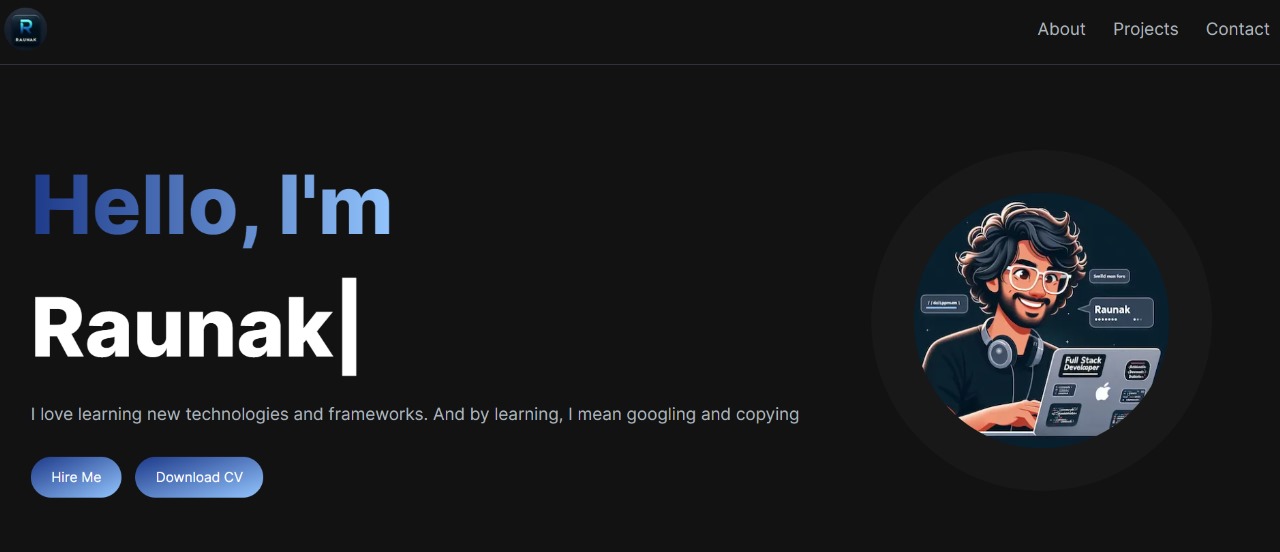 R
RAUNAK
About Projects Contact
Hello, I'm
Raunak|
I love learning new technologies and frameworks. And by learning, I mean googling and copying
Hire Me Download CV
Raunak
Full Stack
Developer